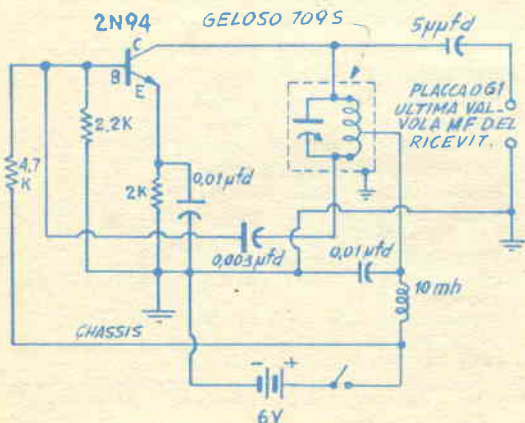 2N94
GELOSO 709S
C
B
E
5µµfd
PLACCA O G1
ULTIMA VAL-
VOLA MF DEL
RICEVIT.
2,2K
4,7
K
2K
0,01µfd
0,003µfd
0,01µfd
10mh
CHASSIS
- +
6V